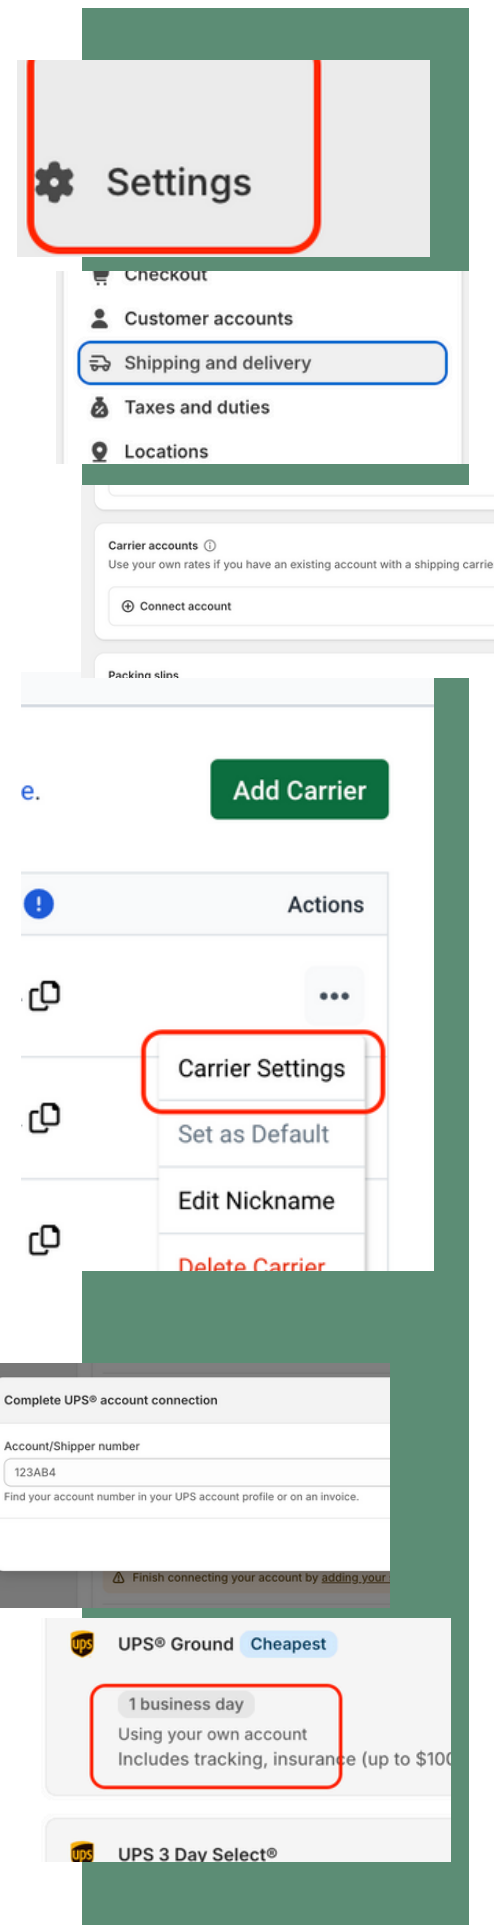 Settings
Checkout
Customer accounts
Shipping and delivery
Taxes and duties
Locations
Carrier accounts
Use your own rates if you have an existing account with a shipping carrie
Connect account
Packing slips
e.
Add Carrier
Actions
Carrier Settings
Set as Default
Edit Nickname
Delete Carrier
Complete UPS® account connection
Account/Shipper number
123AB4
Find your account number in your UPS account profile or on an invoice.
Finish connecting your account by adding your
ups UPS® Ground Cheapest
1 business day
Using your own account
Includes tracking, insurance (up to $100
ups UPS 3 Day Select®